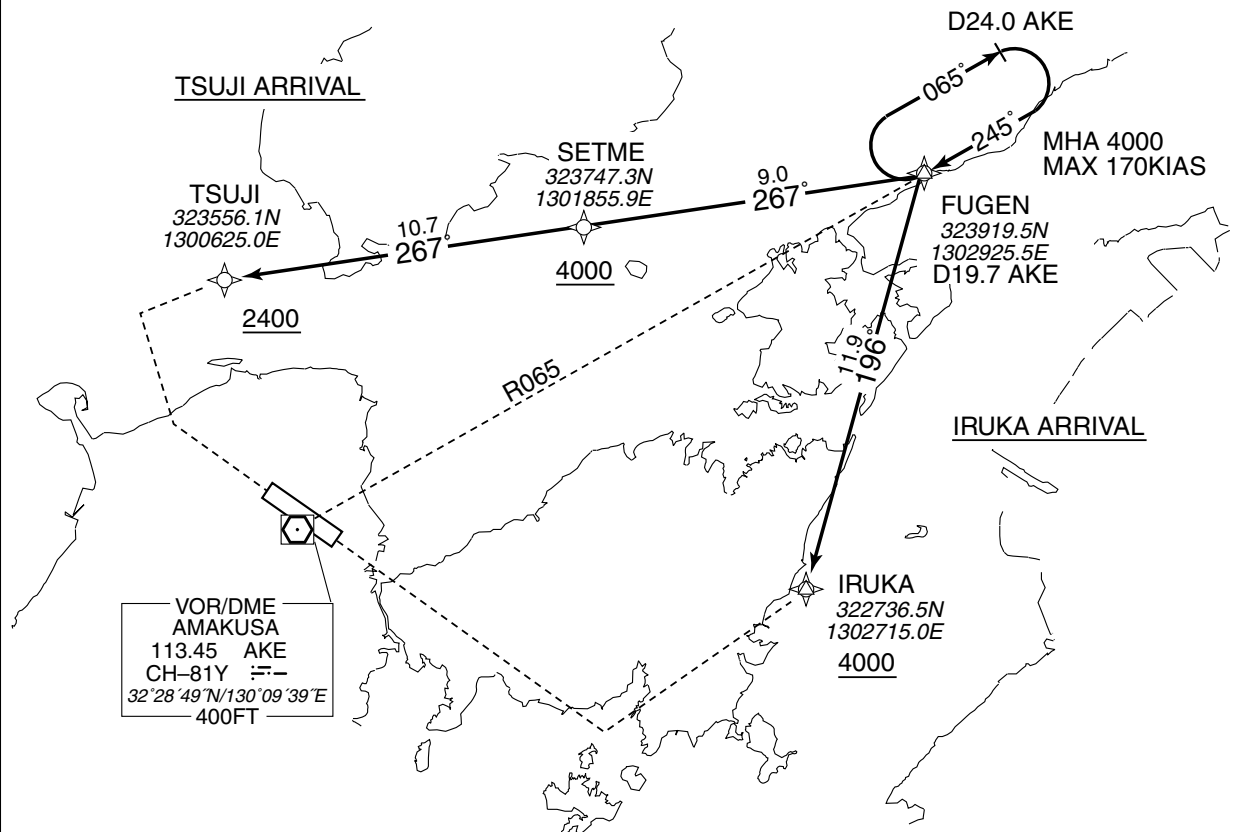 D24.0 AKE
TSUJI ARRIVAL
065°
245°
MHA 4000
MAX 170KIAS
SETME
323747.3N
1301855.9E
9.0
267°
TSUJI
323556.1N
1300625.0E
10.7
267°
FUGEN
323919.5N
1302925.5E
D19.7 AKE
4000
2400
11.9
196°
R065
IRUKA ARRIVAL
IRUKA
322736.5N
1302715.0E
4000
VOR/DME
AMAKUSA
113.45 AKE
CH–81Y
32°28´49˝N/130°09´39˝E
400FT